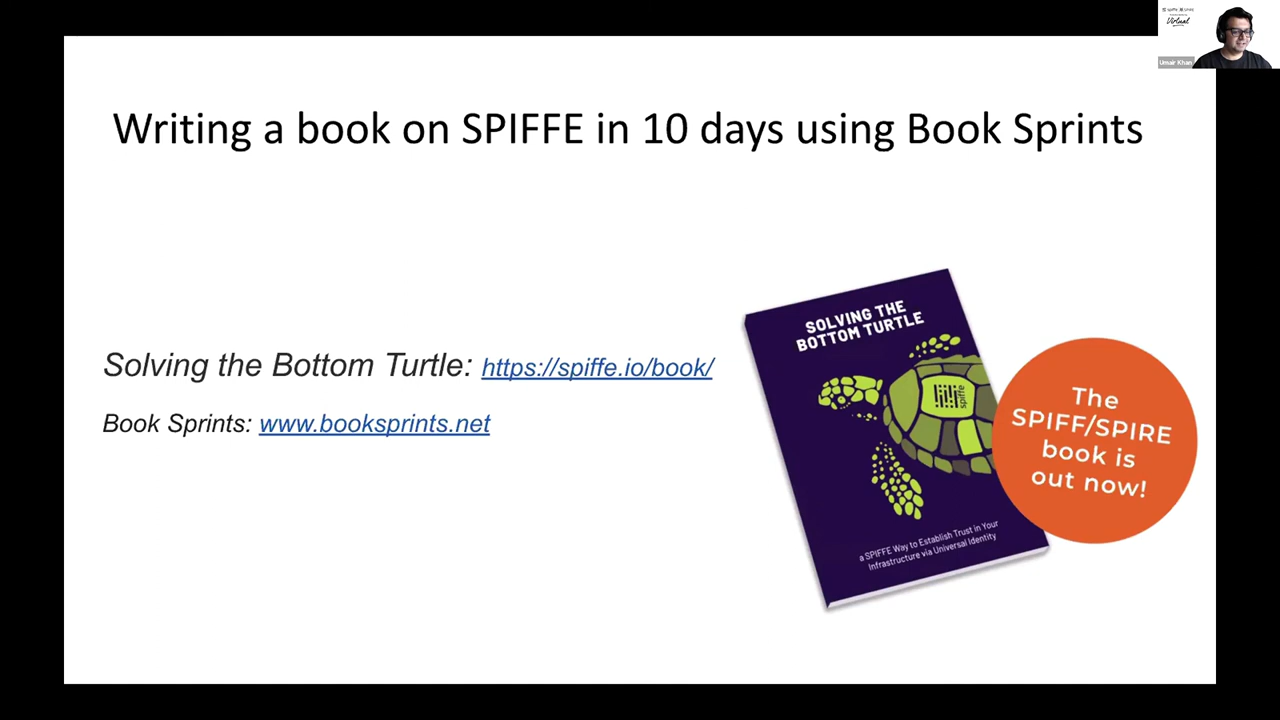 Virtual
Umair Khan
Writing a book on SPIFFE in 10 days using Book Sprints
Solving the Bottom Turtle: https://spiffe.io/book/
Book Sprints: www.booksprints.net
SOLVING THE
BOTTOM TURTLE
spiffe
a SPIFFE Way to Establish Trust in Your
Infrastructure via Universal Identity
The
SPIFF/SPIRE
book is
out now!